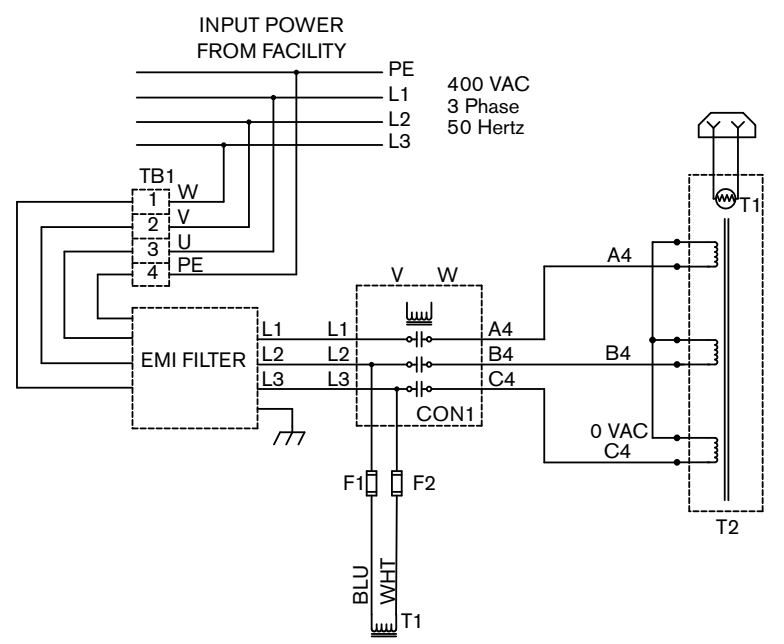 INPUT POWER
FROM FACILITY
PE
L1
L2
L3
400 VAC
3 Phase
50 Hertz
TB1
1 W
2 V
3 U
4 PE
T1
V W
A4
EMI FILTER
L1 L1 A4
L2 L2 B4 B4
L3 L3 C4
CON1
0 VAC
C4
F1 F2
T2
BLU WHT
T1